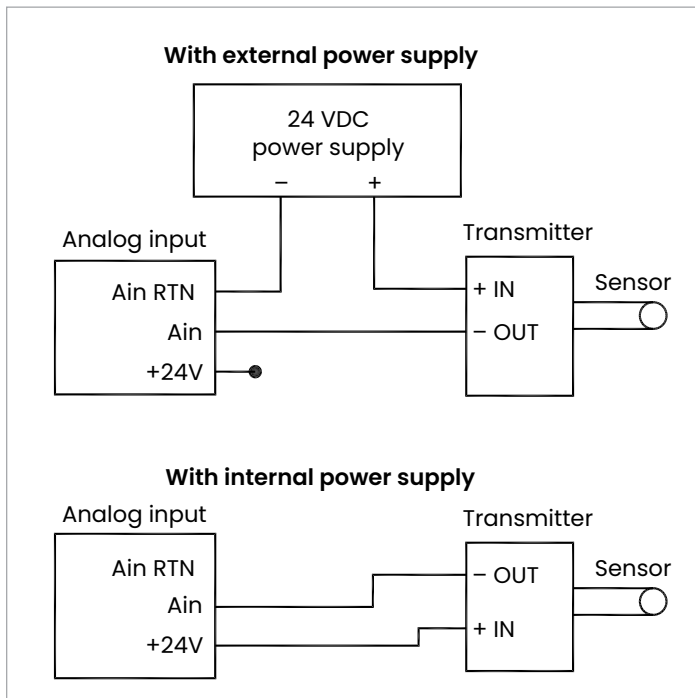 With external power supply
24 VDC
power supply
− +
Analog input
Transmitter
Ain RTN
Ain
+24V
+ IN
− OUT
Sensor
With internal power supply
Analog input
Transmitter
Ain RTN
Ain
+24V
− OUT
+ IN
Sensor